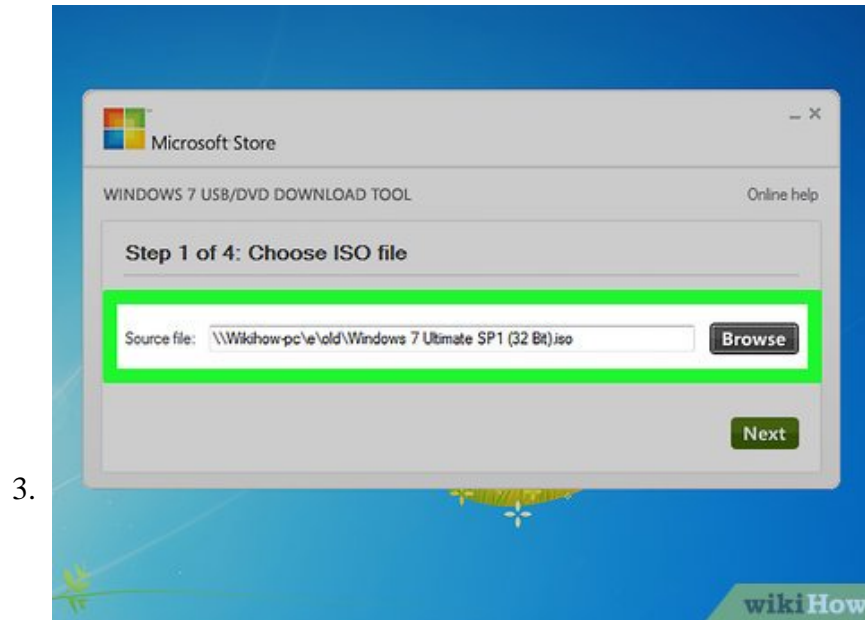 Microsoft Store
WINDOWS 7 USB/DVD DOWNLOAD TOOL Online help
Step 1 of 4: Choose ISO file
Source file: \\Wikihow-pc\e\old\Windows 7 Ultimate SP1 (32 Bit).iso Browse
Next
3.
wikiHow